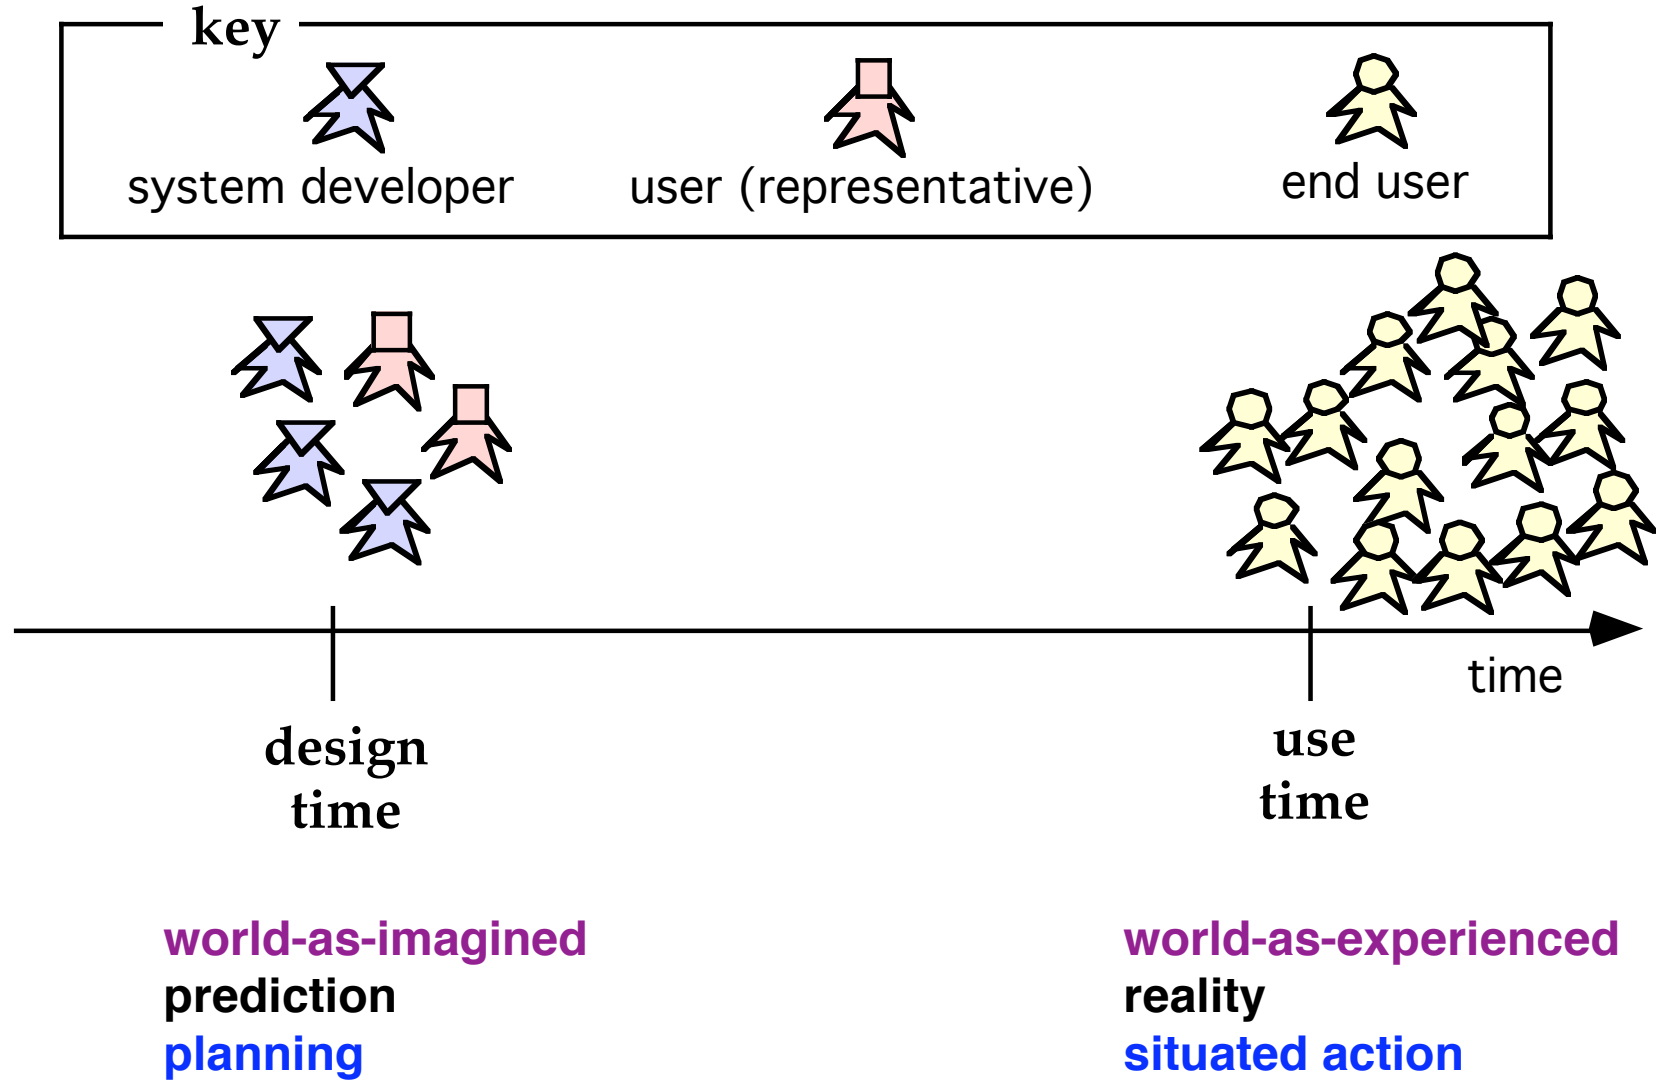 key
system developer
user (representative)
end user
time
design
time
use
time
world-as-imagined
prediction
planning
world-as-experienced
reality
situated action